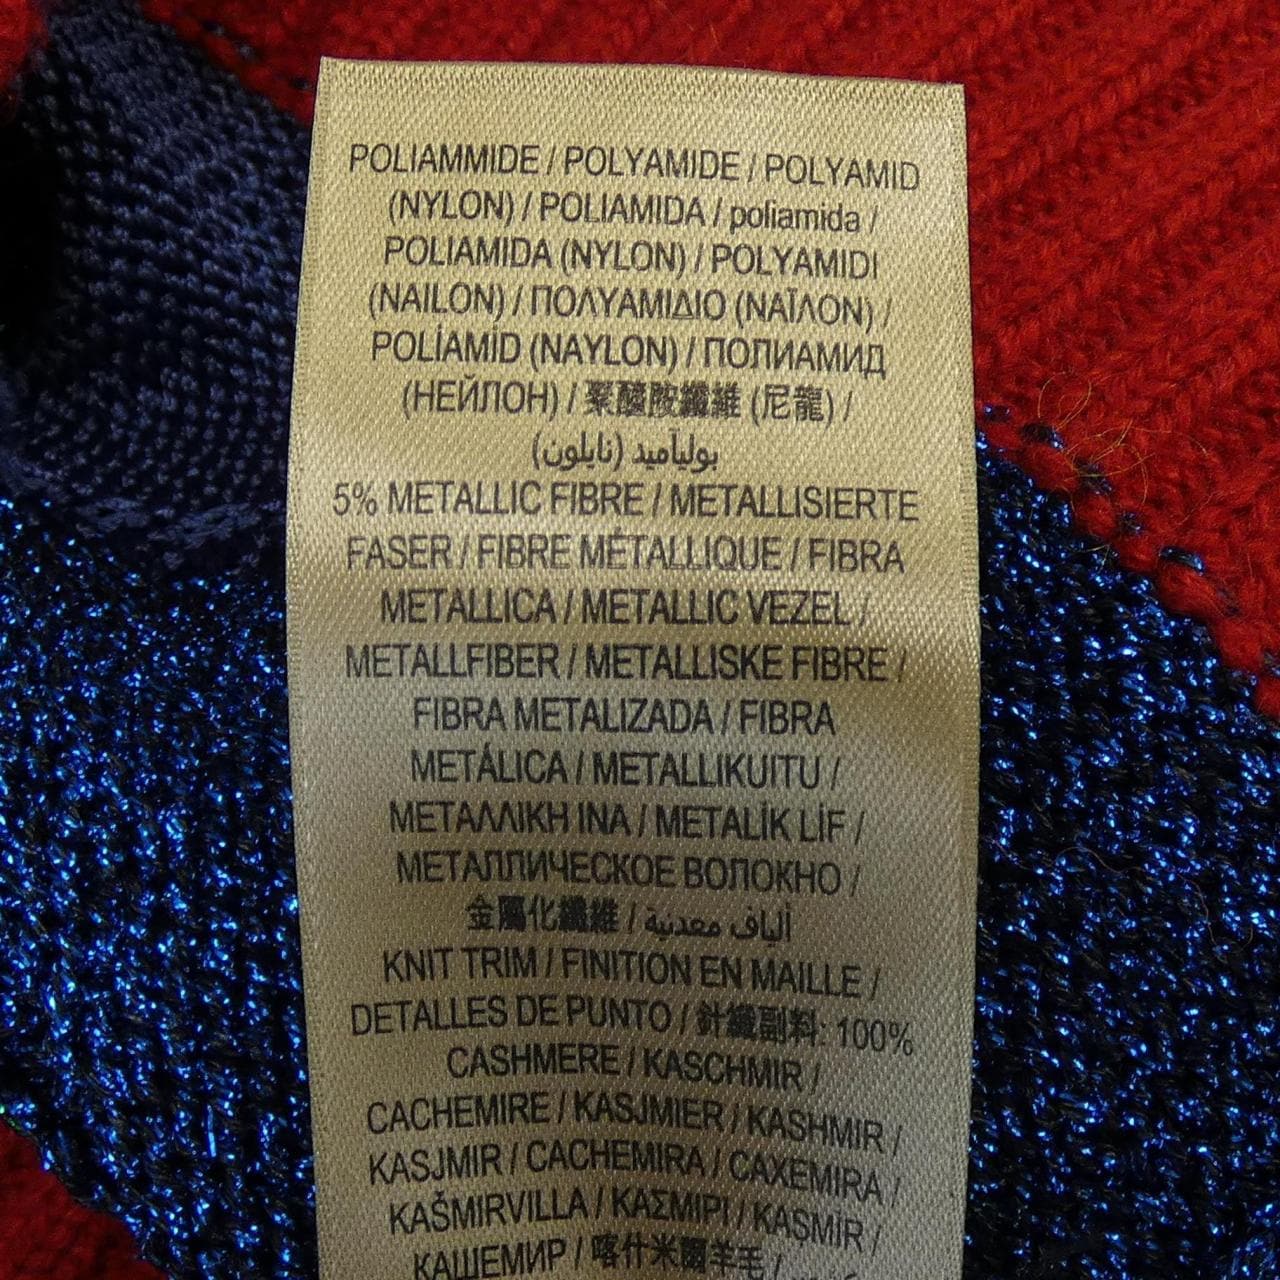 POLIAMMIDE / POLYAMIDE / POLYAMID
(NYLON) / POLIAMIDA / poliamida /
POLIAMIDA (NYLON) / POLYAMIDI
(NAILON) / ΠΟΛΥΑΜΙΔΙΟ (ΝΑΪΛΟΝ) /
POLİAMİD (NAYLON) / ПОЛИАМИД
(НЕЙЛОН) / 聚醯胺纖維 (尼龍) /
بولياميد (نايلون)
5% METALLIC FIBRE / METALLISIERTE
FASER / FIBRE MÉTALLIQUE / FIBRA
METALLICA / METALLIC VEZEL /
METALLFIBER / METALLISKE FIBRE /
FIBRA METALIZADA / FIBRA
METÁLICA / METALLIKUITU /
ΜΕΤΑΛΛΙΚΗ ΙΝΑ / METALİK LİF /
МЕТАЛЛИЧЕСКОЕ ВОЛОКНО /
金屬化纖維 / ألياف معدنية
KNIT TRIM / FINITION EN MAILLE /
DETALLES DE PUNTO / 針織副料: 100%
CASHMERE / KASCHMIR /
CACHEMIRE / KASJMIER / KASHMIR /
KASJMIR / CACHEMIRA / CAXEMIRA /
KAŠMIRVILLA / ΚΑΣΜΙΡΙ / KAŞMİR /
КАШЕМИР / 喀什米爾羊毛 /